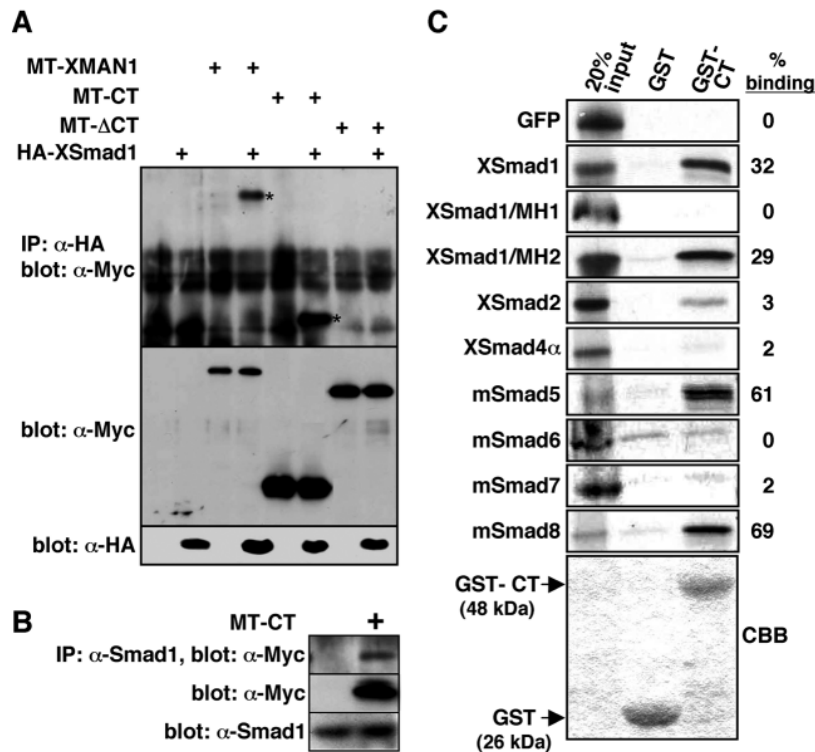 A
MT-XMAN1 + +
MT-CT + +
MT-ΔCT + +
HA-XSmad1 + + + +
IP: α-HA
blot: α-Myc
*
*
blot: α-Myc
blot: α-HA
B
MT-CT +
IP: α-Smad1, blot: α-Myc
blot: α-Myc
blot: α-Smad1
C
20% input
GST
GST-CT
% binding
GFP 0
XSmad1 32
XSmad1/MH1 0
XSmad1/MH2 29
XSmad2 3
XSmad4α 2
mSmad5 61
mSmad6 0
mSmad7 2
mSmad8 69
GST- CT
(48 kDa)
CBB
GST
(26 kDa)